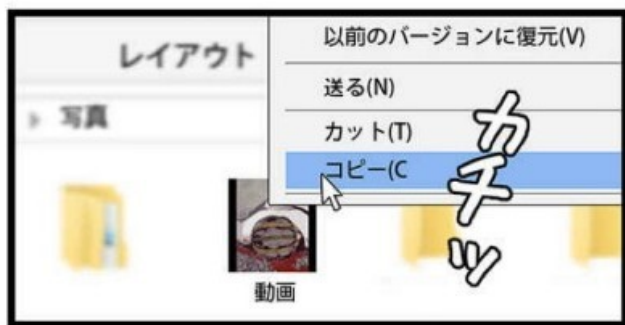 レイアウト
写真
動画
以前のバージョンに復元(V)
送る(N)
カット(T)
コピー(C
カチッ